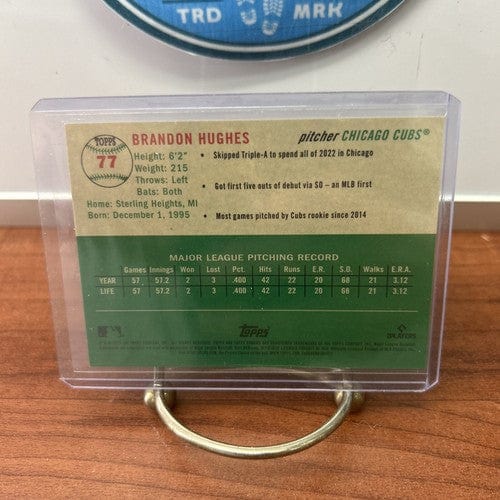 TRD MRK
TOPPS
77
BRANDON HUGHES
pitcher CHICAGO CUBS®
Height: 6'2"
Weight: 215
Throws: Left
Bats: Both
Home: Sterling Heights, MI
Born: December 1, 1995
• Skipped Triple-A to spend all of 2022 in Chicago
• Got first five outs of debut via SO – an MLB first
• Most games pitched by Cubs rookie since 2014
MAJOR LEAGUE PITCHING RECORD
Games Innings Won Lost Pct. Hits Runs E.R. S.O. Walks E.R.A.
YEAR 57 57.2 2 3 .400 42 22 20 68 21 3.12
LIFE 57 57.2 2 3 .400 42 22 20 68 21 3.12
Topps
PLAYERS